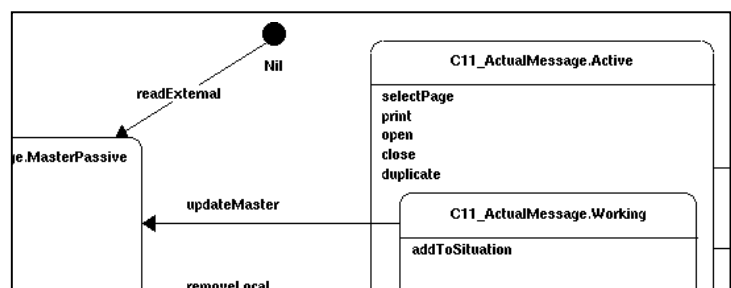 Nil
C11_ActualMessage.Active
readExternal
selectPage
print
open
close
duplicate
ge.MasterPassive
updateMaster
C11_ActualMessage.Working
addToSituation
removeLocal